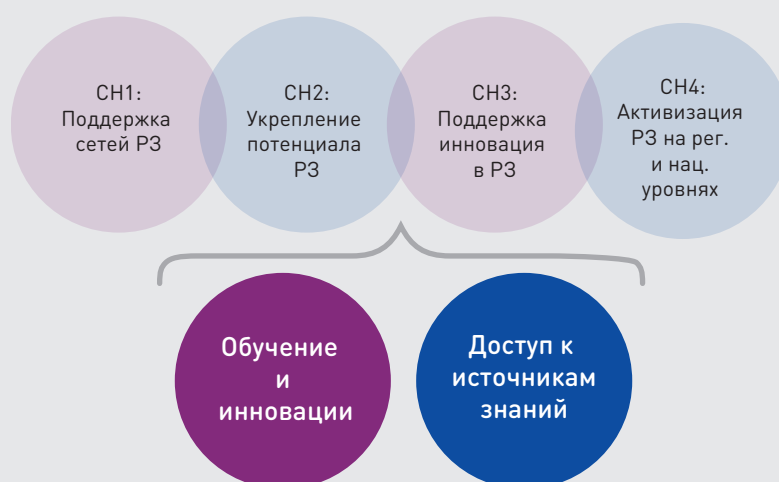 СН1:
Поддержка
сетей РЗ
СН2:
Укрепление
потенциала
РЗ
СН3:
Поддержка
инновация
в РЗ
СН4:
Активизация
РЗ на рег.
и нац.
уровнях
Обучение
и
инновации
Доступ к
источникам
знаний